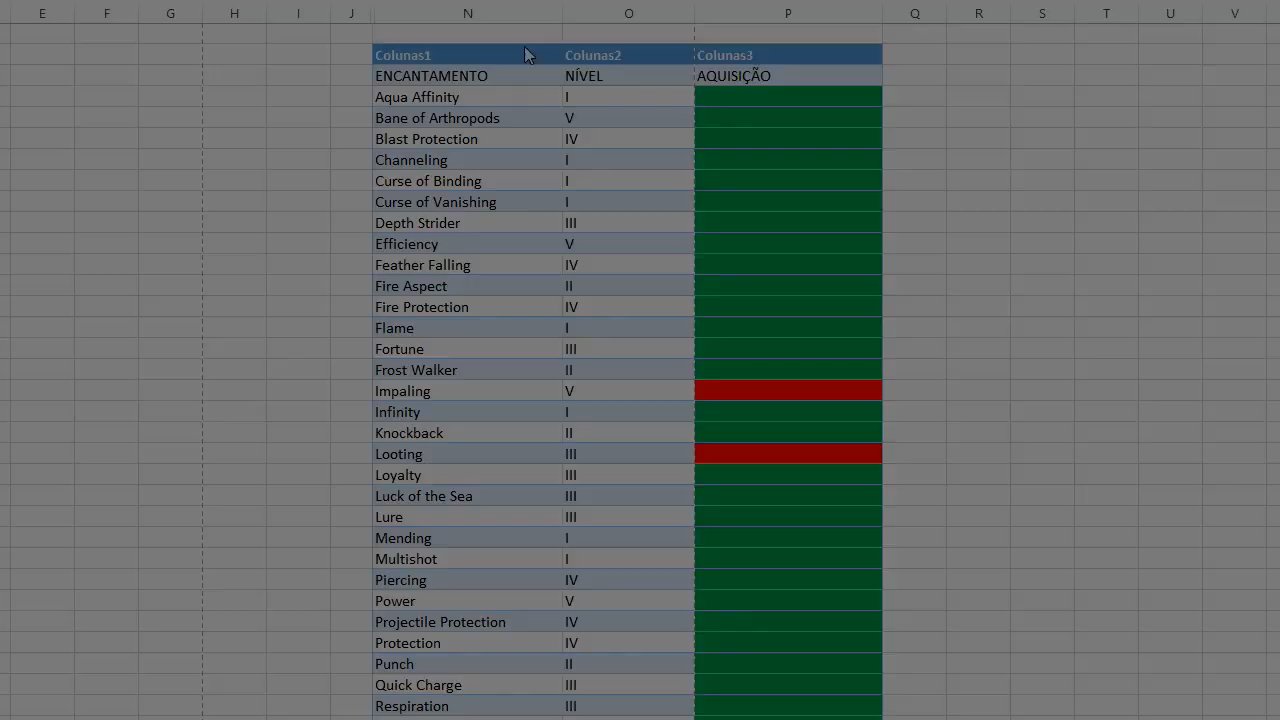 E F G H I J N O P Q R S T U V
Colunas1 Colunas2 Colunas3
ENCANTAMENTO NÍVEL AQUISIÇÃO
Aqua Affinity I
Bane of Arthropods V
Blast Protection IV
Channeling I
Curse of Binding I
Curse of Vanishing I
Depth Strider III
Efficiency V
Feather Falling IV
Fire Aspect II
Fire Protection IV
Flame I
Fortune III
Frost Walker II
Impaling V
Infinity I
Knockback II
Looting III
Loyalty III
Luck of the Sea III
Lure III
Mending I
Multishot I
Piercing IV
Power V
Projectile Protection IV
Protection IV
Punch II
Quick Charge III
Respiration III